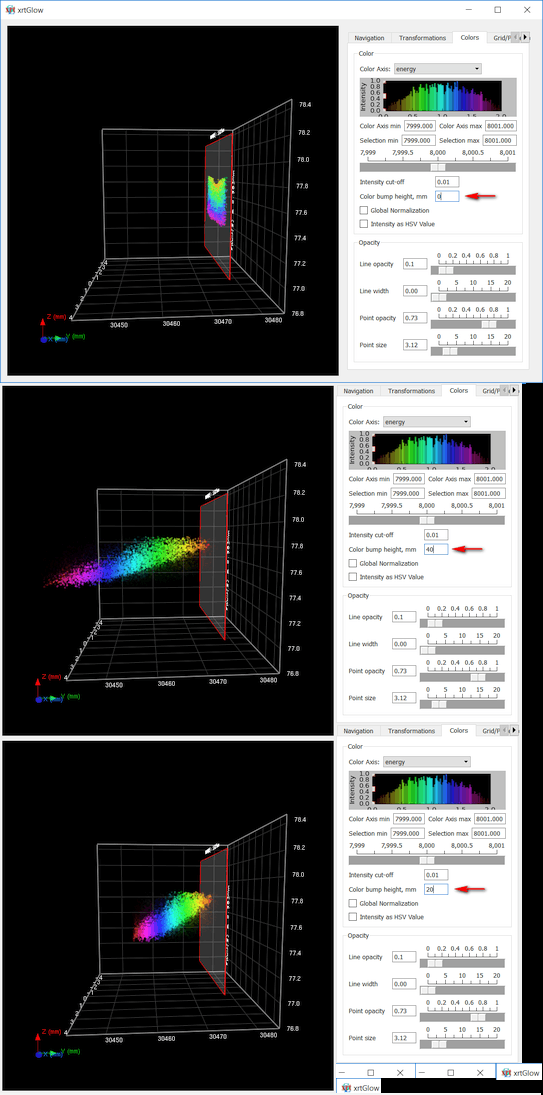 xrtGlow
Navigation Transformations Colors Grid/P
Color
Color Axis: energy
Intensity
1.0
0.8
0.6
0.4
0.2
0.0
0.0 0.5 1.0 1.5 2.0
Color Axis min 7999.000 Color Axis max 8001.000
Selection min 7999.000 Selection max 8001.000
7,999 7,999.5 8,000 8,000.5 8,001
Intensity cut-off 0.01
Color bump height, mm 0
Global Normalization
Intensity as HSV Value
Opacity
0 0.2 0.4 0.6 0.8 1
Line opacity 0.1
0 5 10 15 20
Line width 0.00
0 0.2 0.4 0.6 0.8 1
Point opacity 0.73
0 5 10 15 20
Point size 3.12
78.4
78.2
78.0
77.8
77.6
77.4
77.2
77.0
76.8
30450 30460 30470 30480
Z (mm)
Y (mm)
Navigation Transformations Colors Grid/P
Color
Color Axis: energy
Intensity
1.0
0.8
0.6
0.4
0.2
0.0
0.0 0.5 1.0 1.5 2.0
Color Axis min 7999.000 Color Axis max 8001.000
Selection min 7999.000 Selection max 8001.000
7,999 7,999.5 8,000 8,000.5 8,001
Intensity cut-off 0.01
Color bump height, mm 40
Global Normalization
Intensity as HSV Value
Opacity
0 0.2 0.4 0.6 0.8 1
Line opacity 0.1
0 5 10 15 20
Line width 0.00
0 0.2 0.4 0.6 0.8 1
Point opacity 0.73
0 5 10 15 20
Point size 3.12
78.4
78.2
78.0
77.8
77.6
77.4
77.2
77.0
76.8
30450 30460 30470 30480
Z (mm)
Y (mm)
Navigation Transformations Colors Grid/P
Color
Color Axis: energy
Intensity
1.0
0.8
0.6
0.4
0.2
0.0
0.0 0.5 1.0 1.5 2.0
Color Axis min 7999.000 Color Axis max 8001.000
Selection min 7999.000 Selection max 8001.000
7,999 7,999.5 8,000 8,000.5 8,001
Intensity cut-off 0.01
Color bump height, mm 20
Global Normalization
Intensity as HSV Value
Opacity
0 0.2 0.4 0.6 0.8 1
Line opacity 0.1
0 5 10 15 20
Line width 0.00
0 0.2 0.4 0.6 0.8 1
Point opacity 0.73
0 5 10 15 20
Point size 3.12
78.4
78.2
78.0
77.8
77.6
77.4
77.2
77.0
76.8
30450 30460 30470 30480
Z (mm)
Y (mm)
xrtGlow
xrtGlow